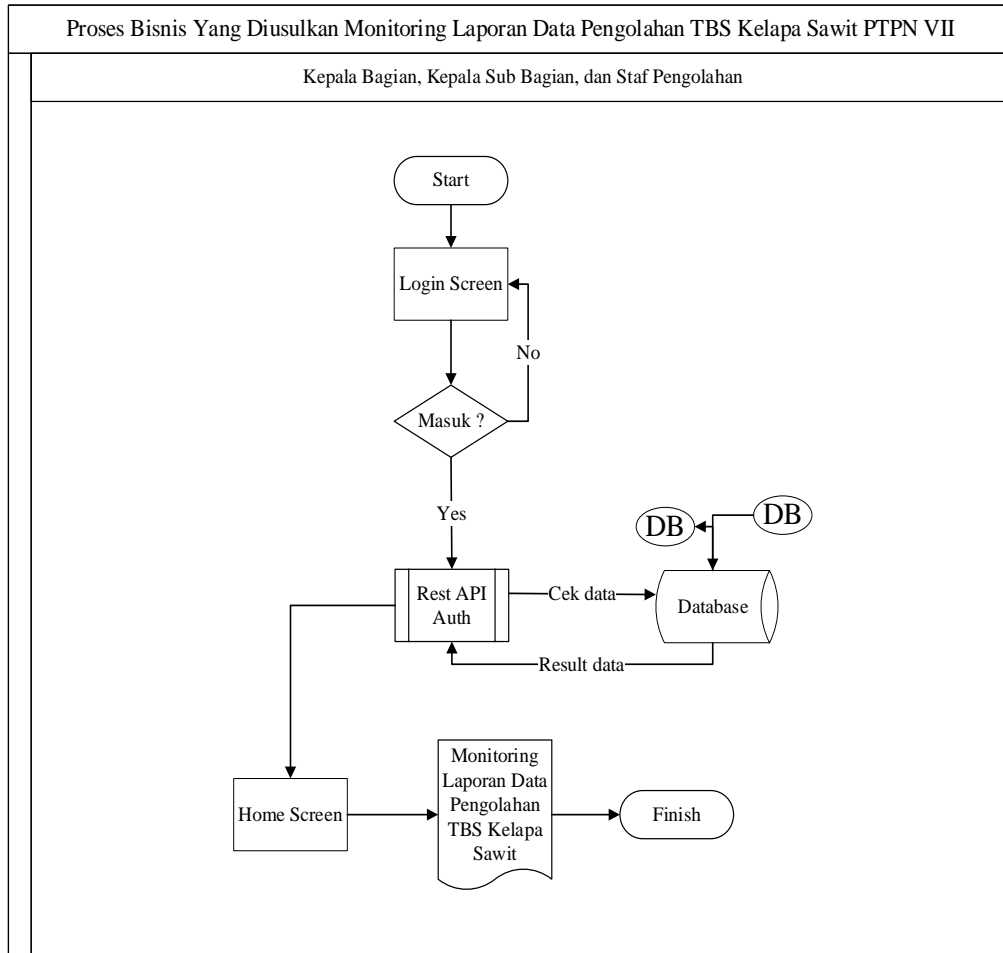 Proses Bisnis Yang Diusulkan Monitoring Laporan Data Pengolahan TBS Kelapa Sawit PTPN VII
Kepala Bagian, Kepala Sub Bagian, dan Staf Pengolahan
Start
Login Screen
No
Masuk ?
Yes
DB
DB
Rest API
Auth
Cek data
Database
Result data
Home Screen
Monitoring
Laporan Data
Pengolahan
TBS Kelapa
Sawit
Finish